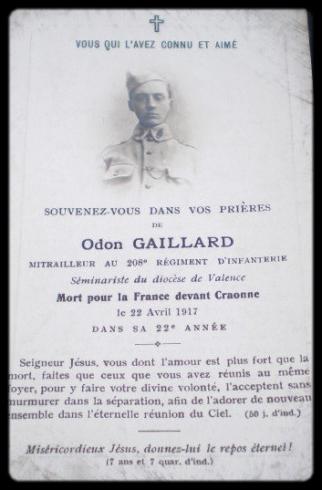 VOUS QUI L'AVEZ CONNU ET AIMÉ
SOUVENEZ-VOUS DANS VOS PRIÈRES
DE
Odon GAILLARD
MITRAILLEUR AU 208e RÉGIMENT D'INFANTERIE
Séminariste du diocèse de Valence
Mort pour la France devant Craonne
le 22 Avril 1917
DANS SA 22e ANNÉE
Seigneur Jésus, vous dont l'amour est plus fort que la
mort, faites que ceux que vous avez réunis au même
foyer, pour y faire votre divine volonté, l'acceptent sans
murmurer dans la séparation, afin de l'adorer de nouveau
ensemble dans l'éternelle réunion du Ciel. (50 j. d'ind.)
Miséricordieux Jésus, donnez-lui le repos éternel!
(7 ans et 7 quar. d'ind.)